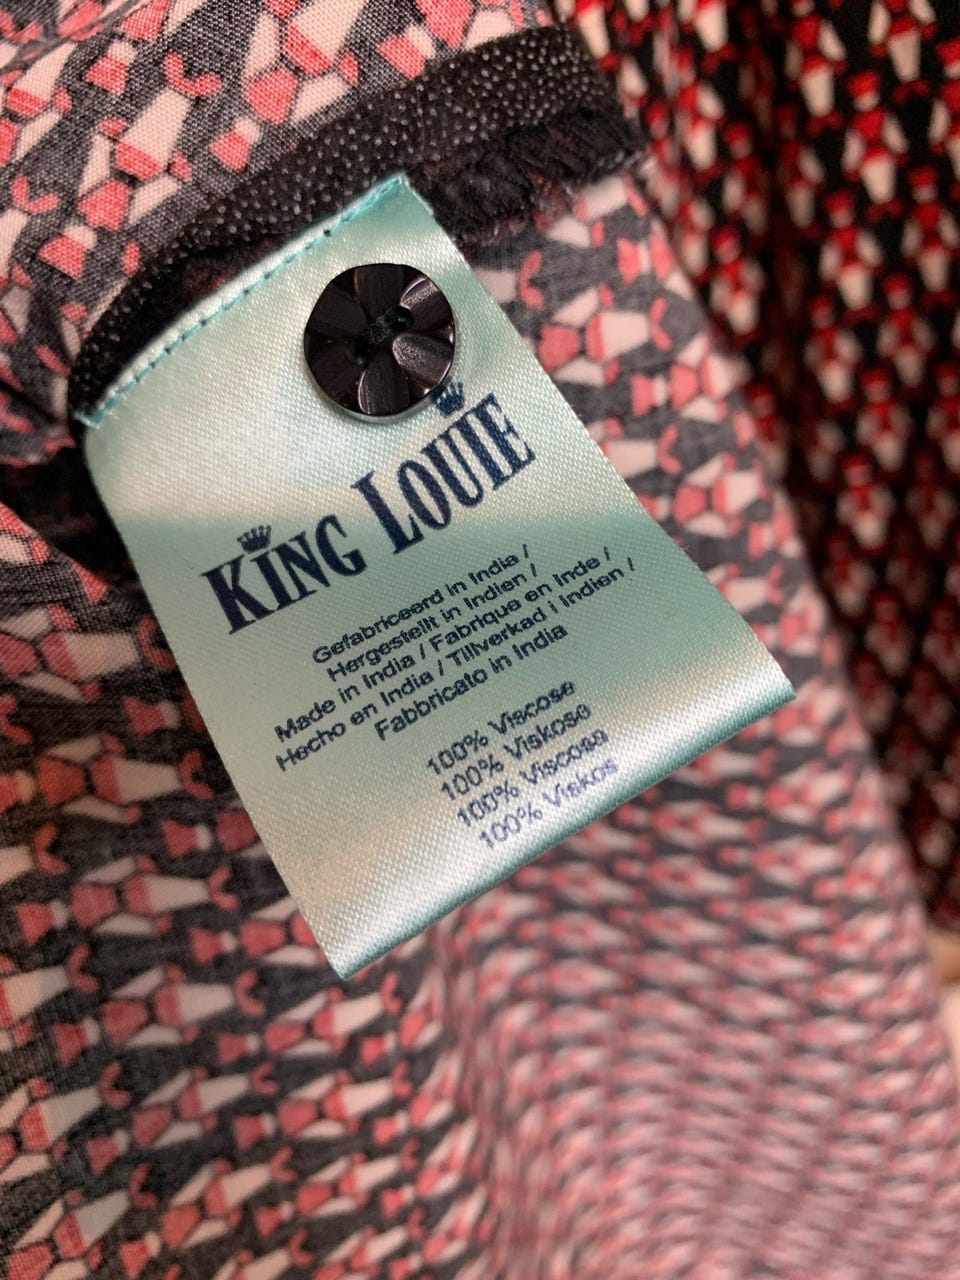 KING LOUIE
Gefabriceerd in India /
Hergestellt in Indien /
Made in India / Fabrique en Inde /
Hecho en India / Tillverkad i Indien /
Fabbricato in India
100% Viscose
100% Viskose
100% Viscosa
100% Viskos